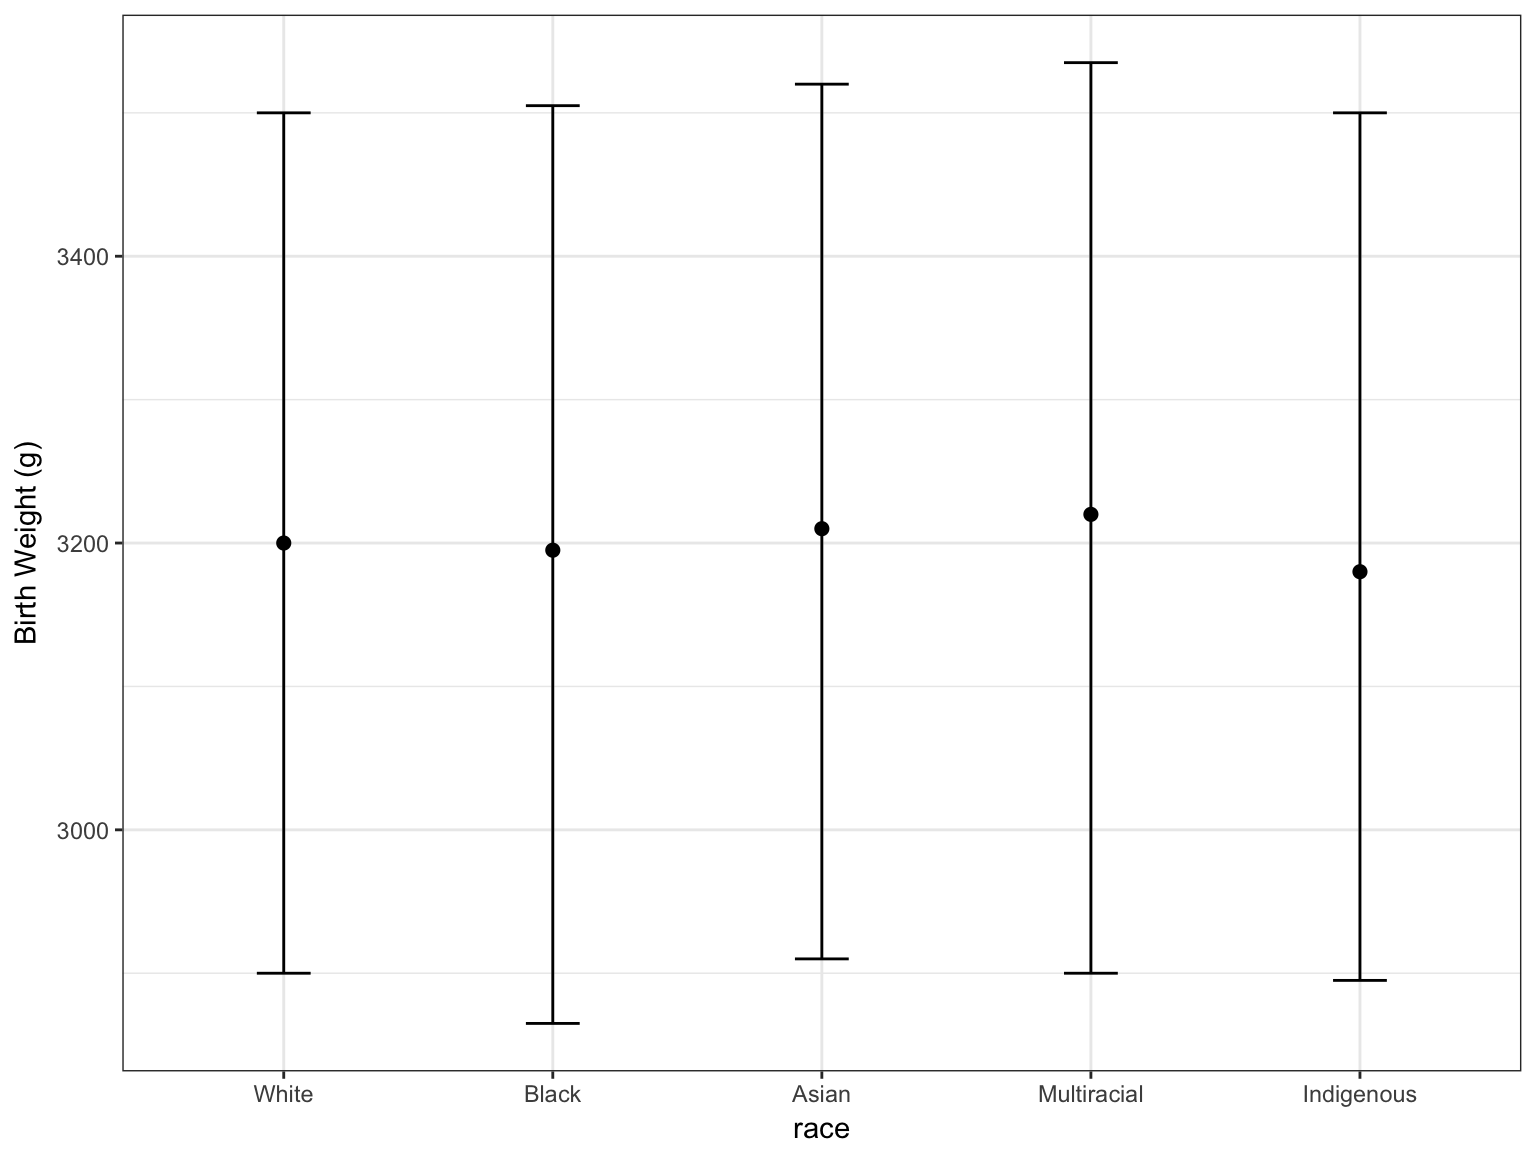 Birth Weight (g)
3400
3200
3000
White Black Asian Multiracial Indigenous
race